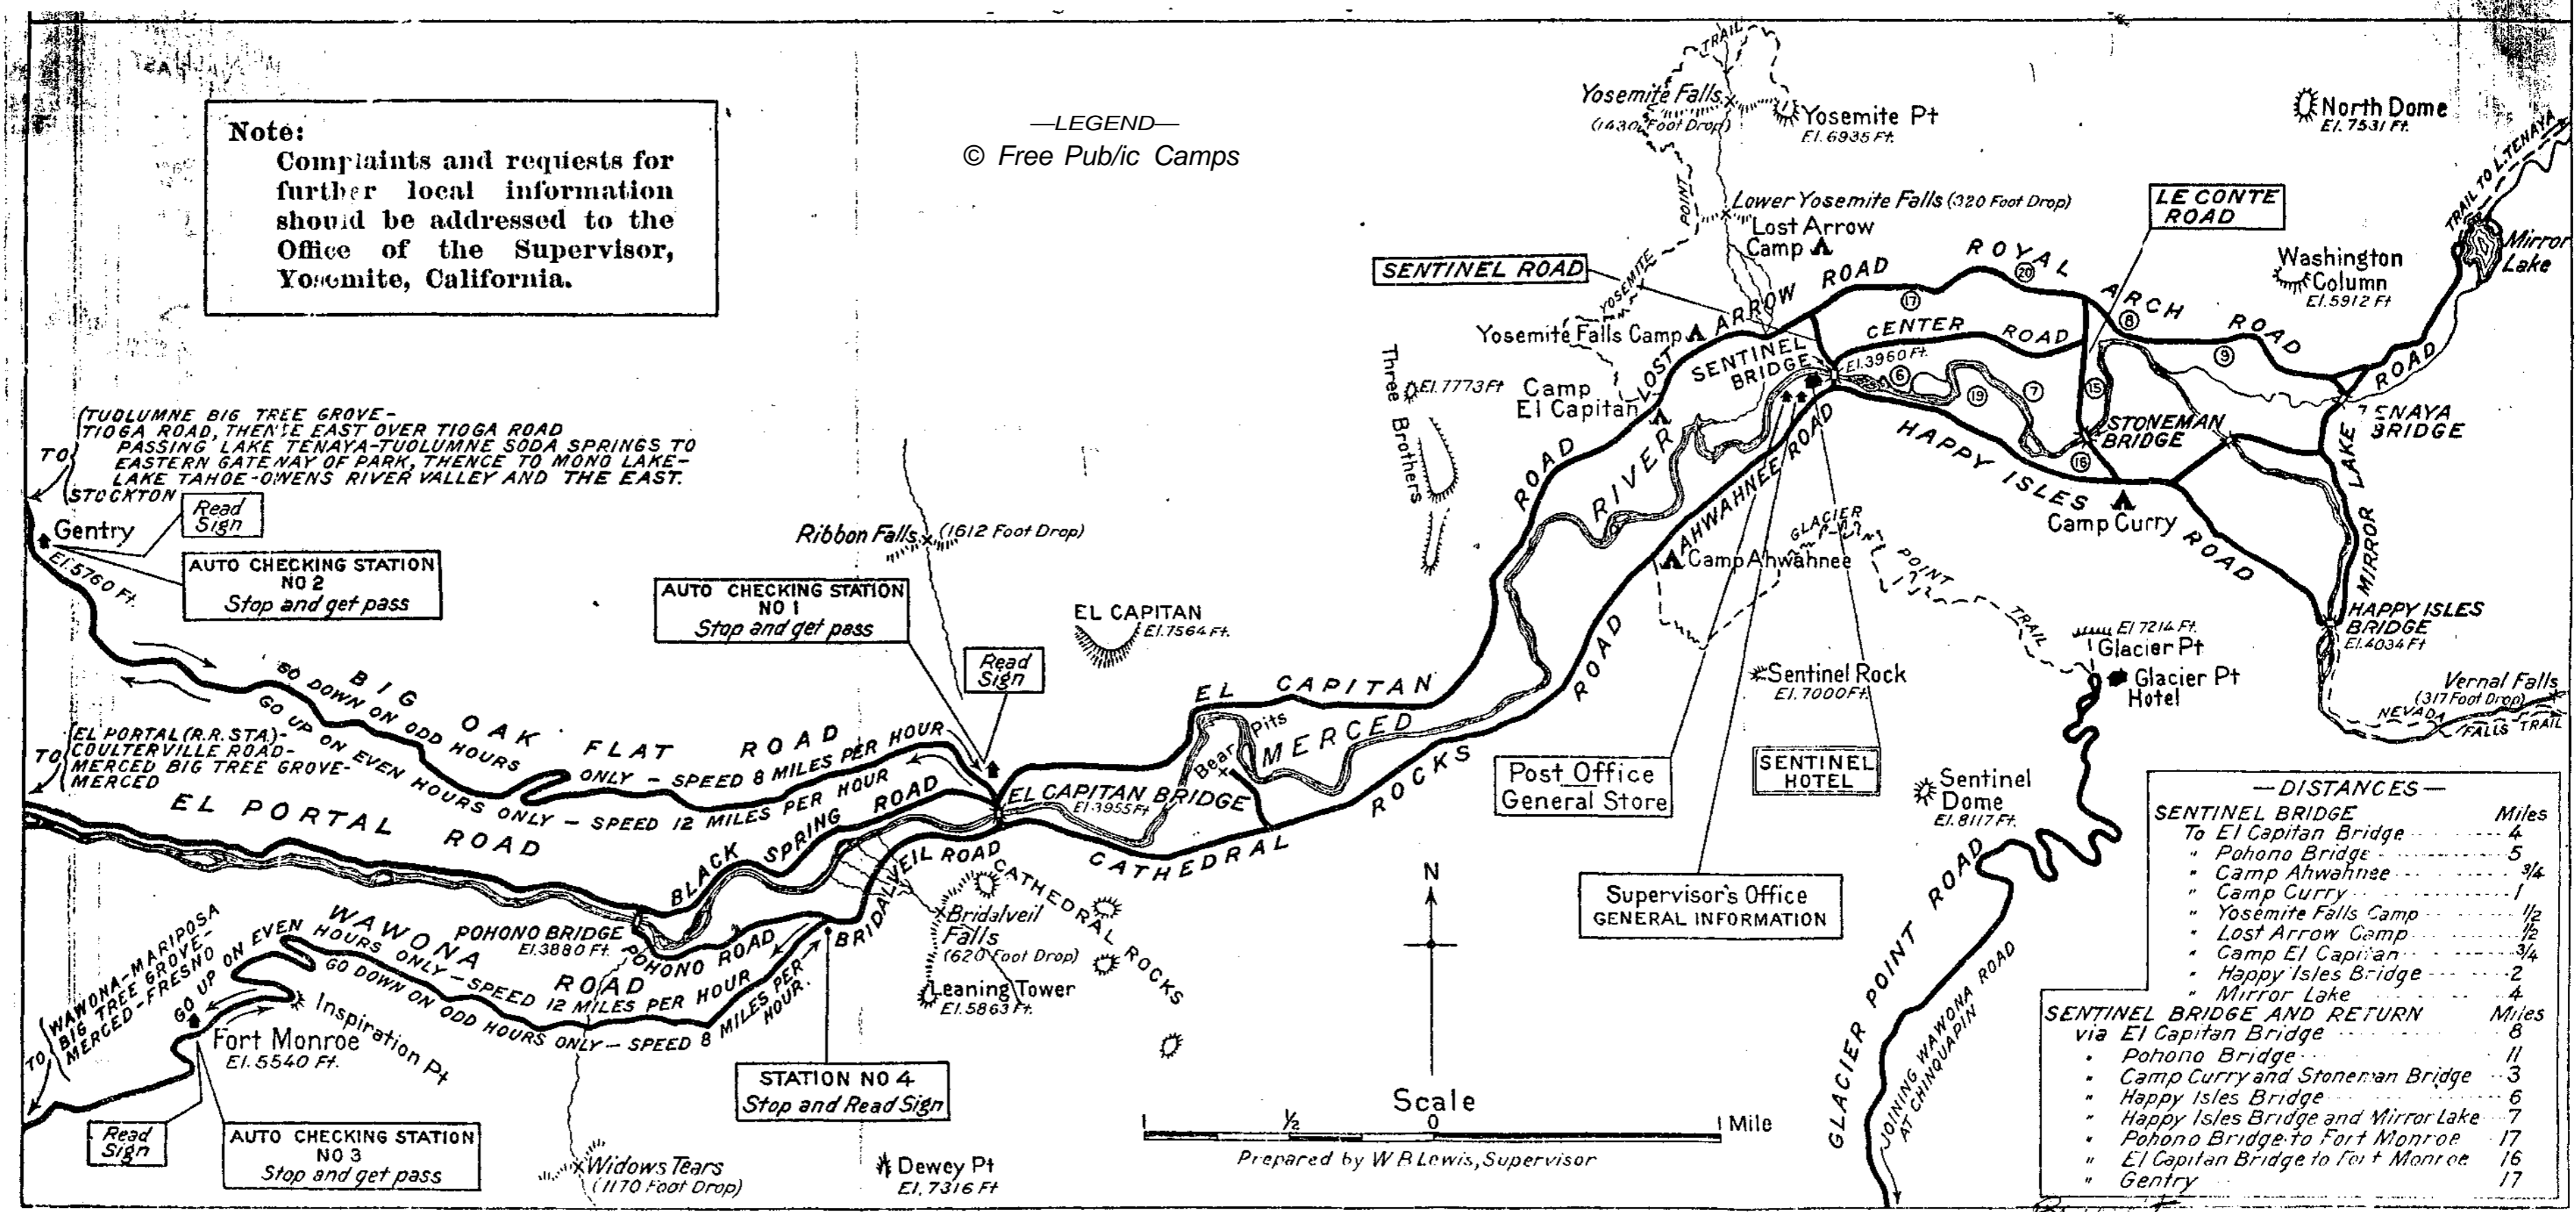 Note:
Complaints and requests for
further local information
should be addressed to the
Office of the Supervisor,
Yosemite, California.
—LEGEND—
© Free Pub/ic Camps
TRAIL
Yosemite Falls
(1430 Foot Drop)
Yosemite Pt
El. 6935 Ft.
North Dome
El. 7531 Ft.
TRAIL TO L. TENAYA
POINT
YOSEMITE
Lower Yosemite Falls (320 Foot Drop)
Lost Arrow
Camp
LE CONTE
ROAD
SENTINEL ROAD
Washington
Column
El. 5912 Ft
Mirror
Lake
LOST ARROW ROAD
ROYAL ARCH ROAD
20
17
8
9
Yosemite Falls Camp
CENTER ROAD
SENTINEL
BRIDGE
El. 3960 Ft.
6
19
7
15
16
Three Brothers
El. 7773 Ft
Camp
El Capitan
STONEMAN
BRIDGE
TENAYA
BRIDGE
MIRROR LAKE ROAD
HAPPY ISLES ROAD
Camp Curry
TO
TUOLUMNE BIG TREE GROVE-
TIOGA ROAD, THENCE EAST OVER TIOGA ROAD
PASSING LAKE TENAYA-TUOLUMNE SODA SPRINGS TO
EASTERN GATEWAY OF PARK, THENCE TO MONO LAKE-
LAKE TAHOE-OWENS RIVER VALLEY AND THE EAST.
STOCKTON
Read
Sign
Gentry
El. 5760 Ft.
AUTO CHECKING STATION
NO 2
Stop and get pass
Ribbon Falls (1612 Foot Drop)
AUTO CHECKING STATION
NO 1
Stop and get pass
Read
Sign
EL CAPITAN
El. 7564 Ft.
EL CAPITAN ROAD
MERCED RIVER
AHWAHNEE ROAD
Camp Ahwahnee
GLACIER POINT TRAIL
HAPPY ISLES
BRIDGE
El. 4034 Ft
El 7214 Ft.
Glacier Pt
Glacier Pt
Hotel
Sentinel Rock
El. 7000 Ft.
Vernal Falls
(317 Foot Drop)
NEVADA
FALLS TRAIL
BIG OAK FLAT ROAD
GO DOWN ON ODD HOURS ONLY — SPEED 8 MILES PER HOUR
GO UP ON EVEN HOURS ONLY — SPEED 12 MILES PER HOUR
TO
EL PORTAL (R.R. STA.)-
COULTERVILLE ROAD-
MERCED BIG TREE GROVE-
MERCED
EL PORTAL ROAD
BLACK SPRING ROAD
EL CAPITAN BRIDGE
El. 3955 Ft
Bear Pits
CATHEDRAL ROCKS ROAD
Post Office
General Store
SENTINEL
HOTEL
Sentinel
Dome
El. 8117 Ft.
BRIDALVEIL ROAD
CATHEDRAL ROCKS
Bridalveil
Falls
(620 Foot Drop)
Leaning Tower
El. 5863 Ft.
POHONO BRIDGE
El. 3880 Ft.
POHONO ROAD
WAWONA ROAD
GO UP ON EVEN HOURS ONLY — SPEED 12 MILES PER HOUR
GO DOWN ON ODD HOURS ONLY — SPEED 8 MILES PER
HOUR.
TO
WAWONA-MARIPOSA
BIG TREE GROVE-
MERCED-FRESNO
Inspiration Pt
Fort Monroe
El. 5540 Ft.
Read
Sign
AUTO CHECKING STATION
NO 3
Stop and get pass
STATION NO 4
Stop and Read Sign
Widows Tears
(1170 Foot Drop)
Dewey Pt
El. 7316 Ft
Supervisor's Office
GENERAL INFORMATION
N
Scale
1 ½ 0 1 Mile
Prepared by W B Lewis, Supervisor
GLACIER POINT ROAD
JOINING WAWONA ROAD
AT CHINQUAPIN
—DISTANCES—
SENTINEL BRIDGE Miles
To El Capitan Bridge 4
" Pohono Bridge 5
" Camp Ahwahnee 3/4
" Camp Curry 1
" Yosemite Falls Camp 1/2
" Lost Arrow Camp 1/2
" Camp El Capitan 3/4
" Happy Isles Bridge 2
" Mirror Lake 4
SENTINEL BRIDGE AND RETURN Miles
via El Capitan Bridge 8
" Pohono Bridge 11
" Camp Curry and Stoneman Bridge 3
" Happy Isles Bridge 6
" Happy Isles Bridge and Mirror Lake 7
" Pohono Bridge to Fort Monroe 17
" El Capitan Bridge to Fort Monroe 16
" Gentry 17